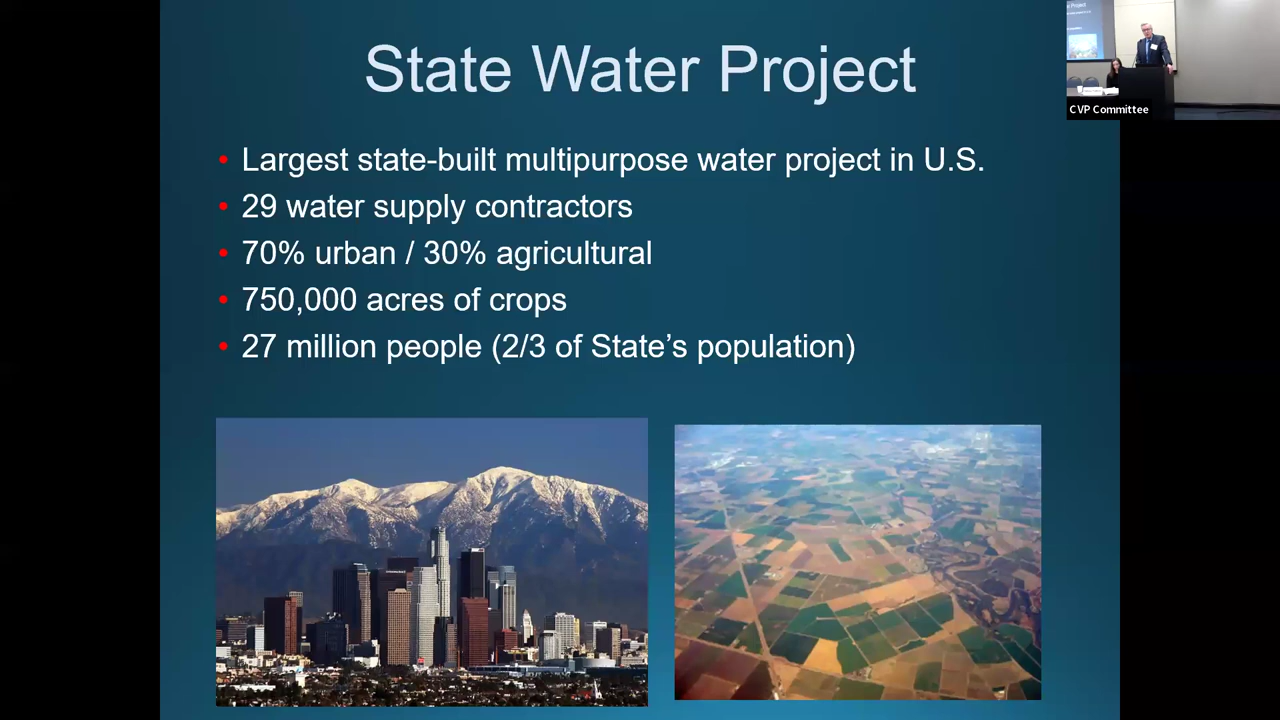 State Water Project
• Largest state-built multipurpose water project in U.S.
• 29 water supply contractors
• 70% urban / 30% agricultural
• 750,000 acres of crops
• 27 million people (2/3 of State's population)
CVP Committee